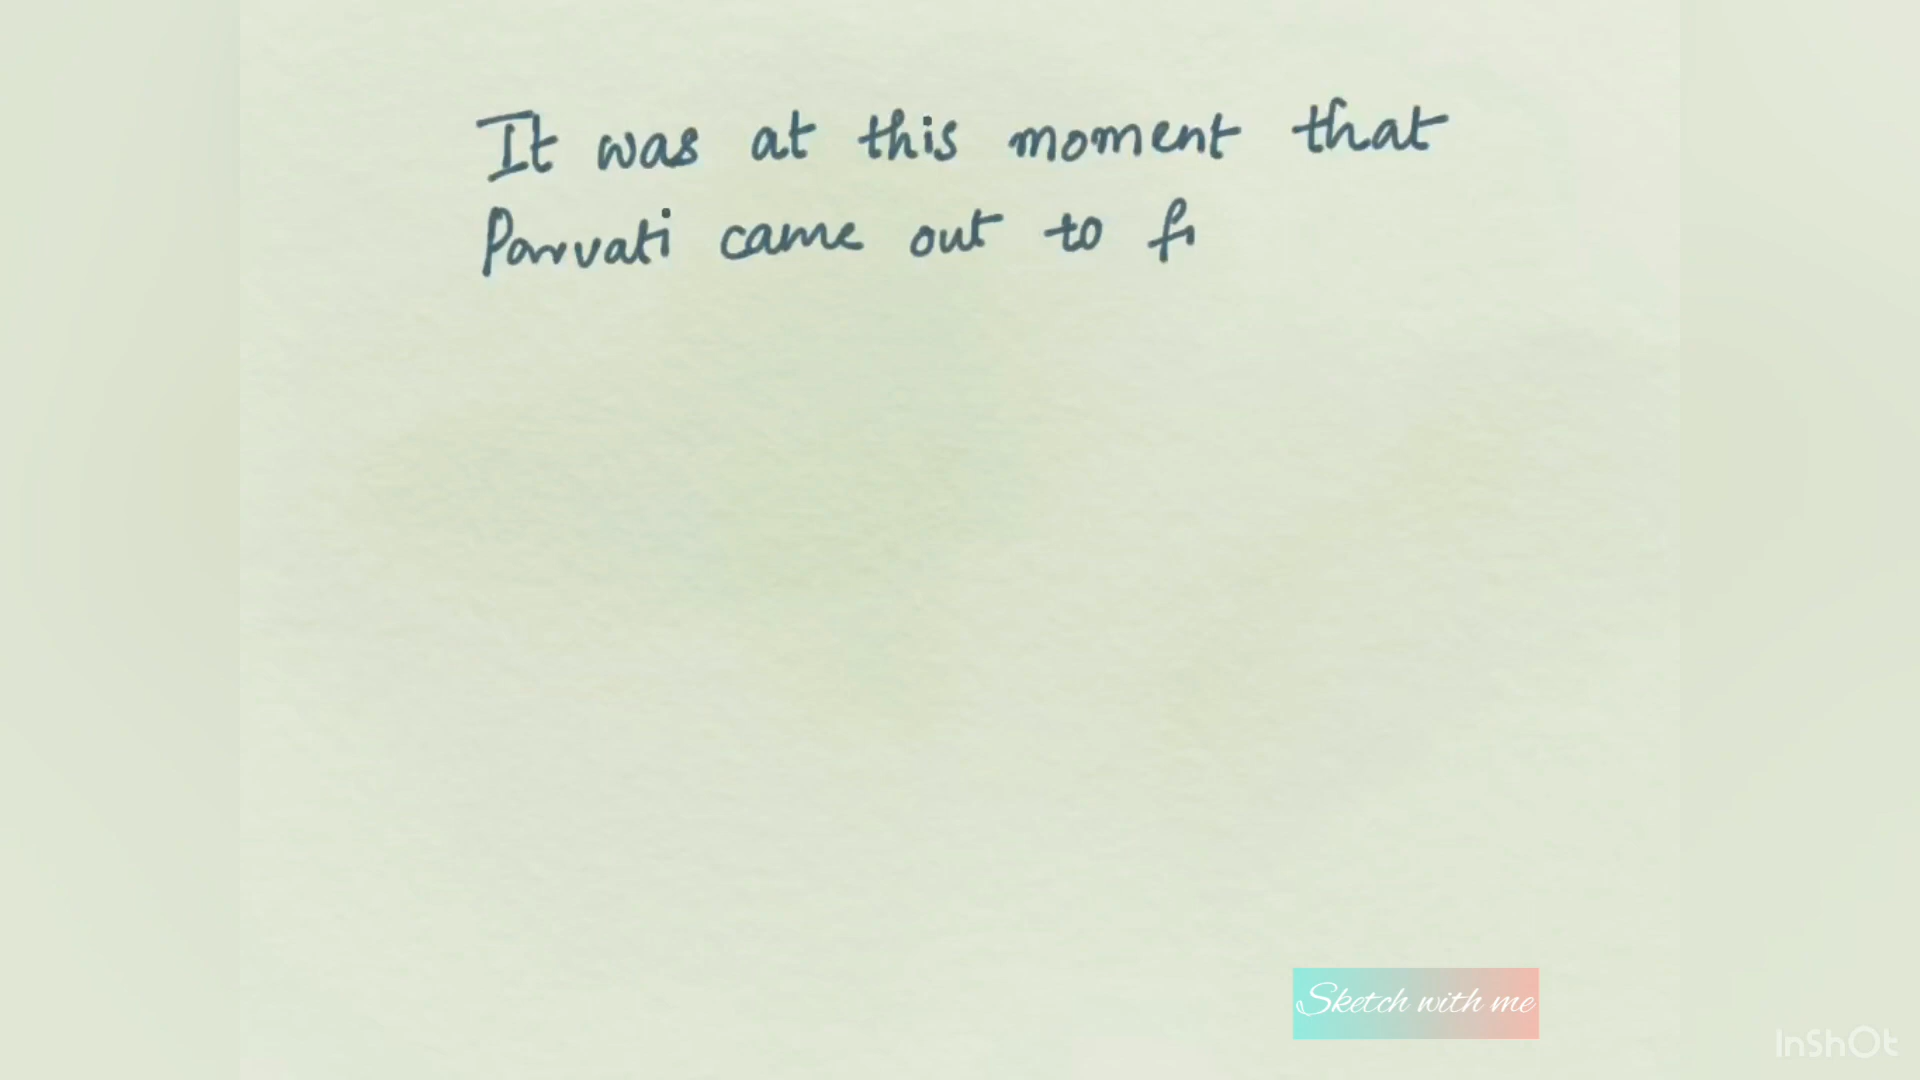 It was at this moment that
Parvati came out to fi
Sketch with me
InShOt